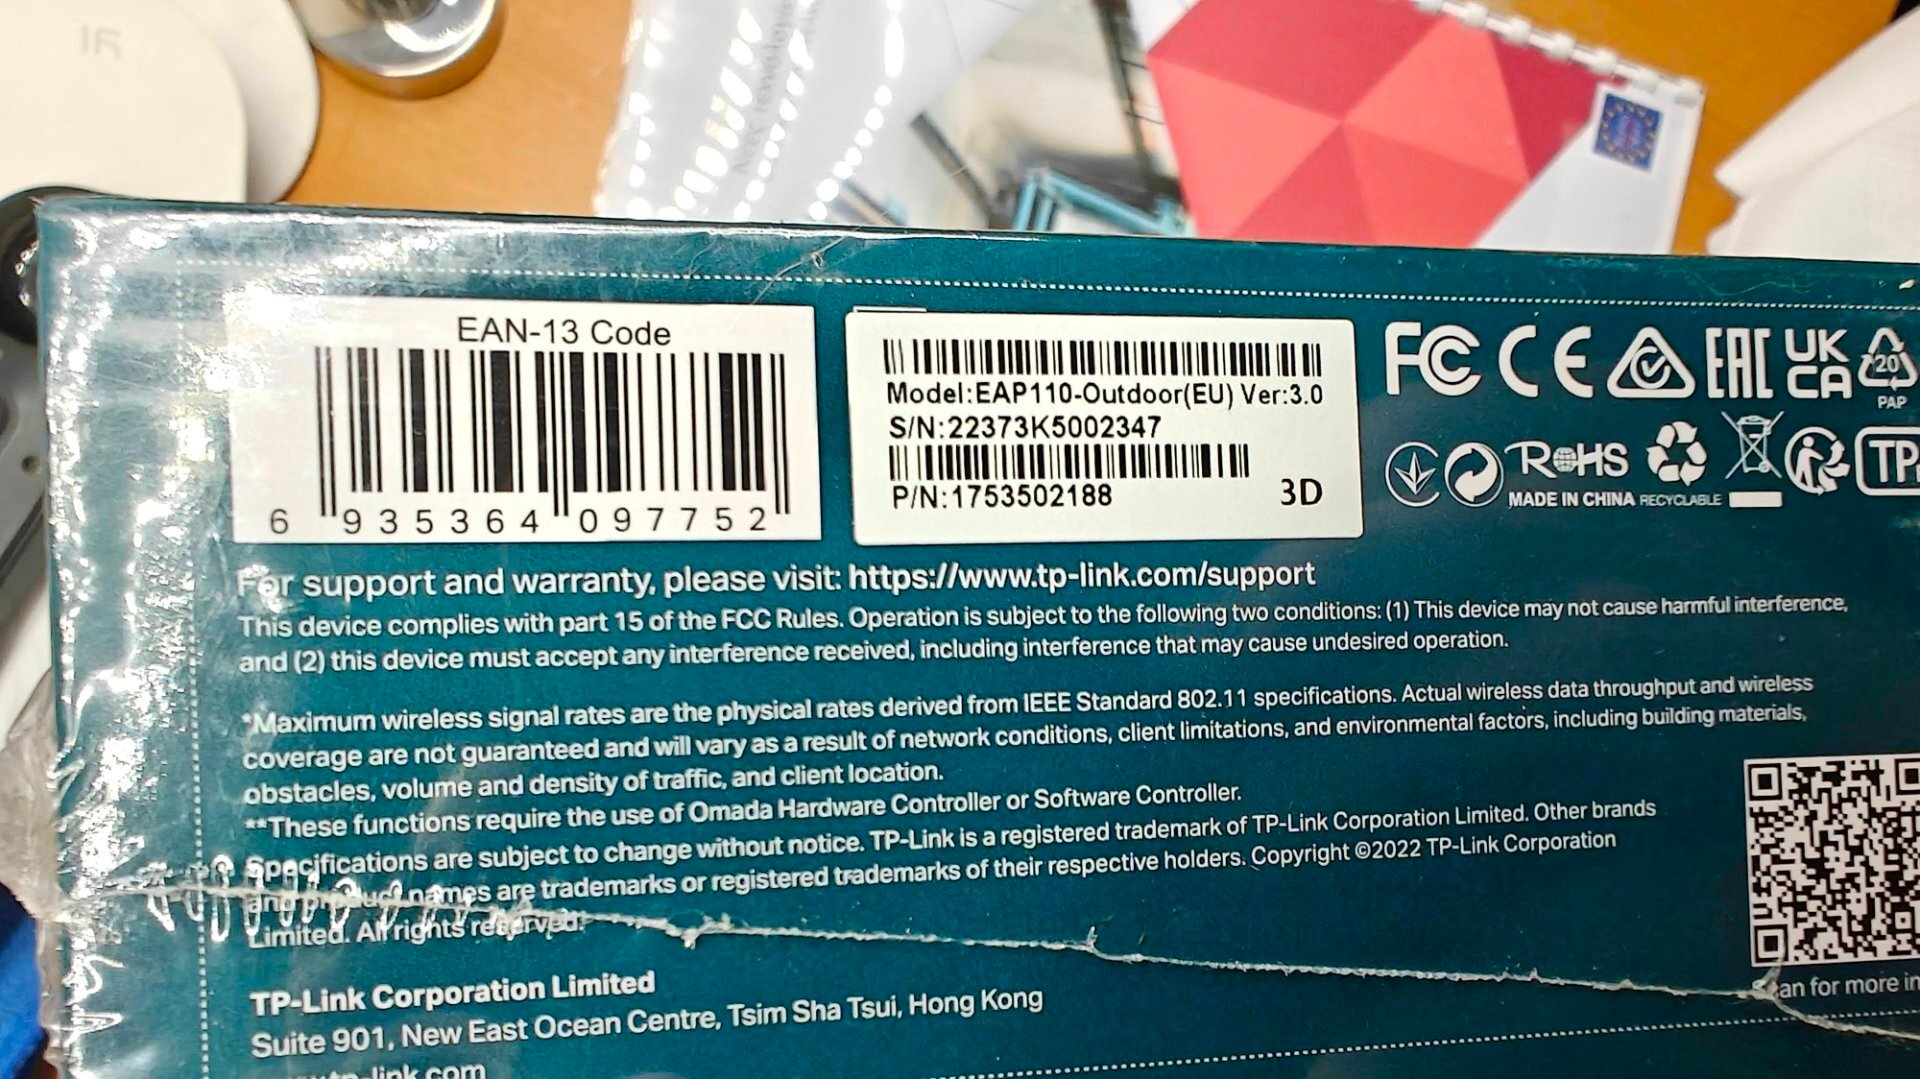 EAN-13 Code
6 935364 097752
Model:EAP110-Outdoor(EU) Ver:3.0
S/N:22373K5002347
P/N:1753502188
3D
FC CE EAC UK CA 20 PAP
RoHS TP
MADE IN CHINA RECYCLABLE
For support and warranty, please visit: https://www.tp-link.com/support
This device complies with part 15 of the FCC Rules. Operation is subject to the following two conditions: (1) This device may not cause harmful interference,
and (2) this device must accept any interference received, including interference that may cause undesired operation.
*Maximum wireless signal rates are the physical rates derived from IEEE Standard 802.11 specifications. Actual wireless data throughput and wireless
coverage are not guaranteed and will vary as a result of network conditions, client limitations, and environmental factors, including building materials,
obstacles, volume and density of traffic, and client location.
**These functions require the use of Omada Hardware Controller or Software Controller.
Specifications are subject to change without notice. TP-Link is a registered trademark of TP-Link Corporation Limited. Other brands
and product names are trademarks or registered trademarks of their respective holders. Copyright ©2022 TP-Link Corporation
Limited. All rights reserved.
TP-Link Corporation Limited
Suite 901, New East Ocean Centre, Tsim Sha Tsui, Hong Kong
www.tp-link.com
Scan for more in